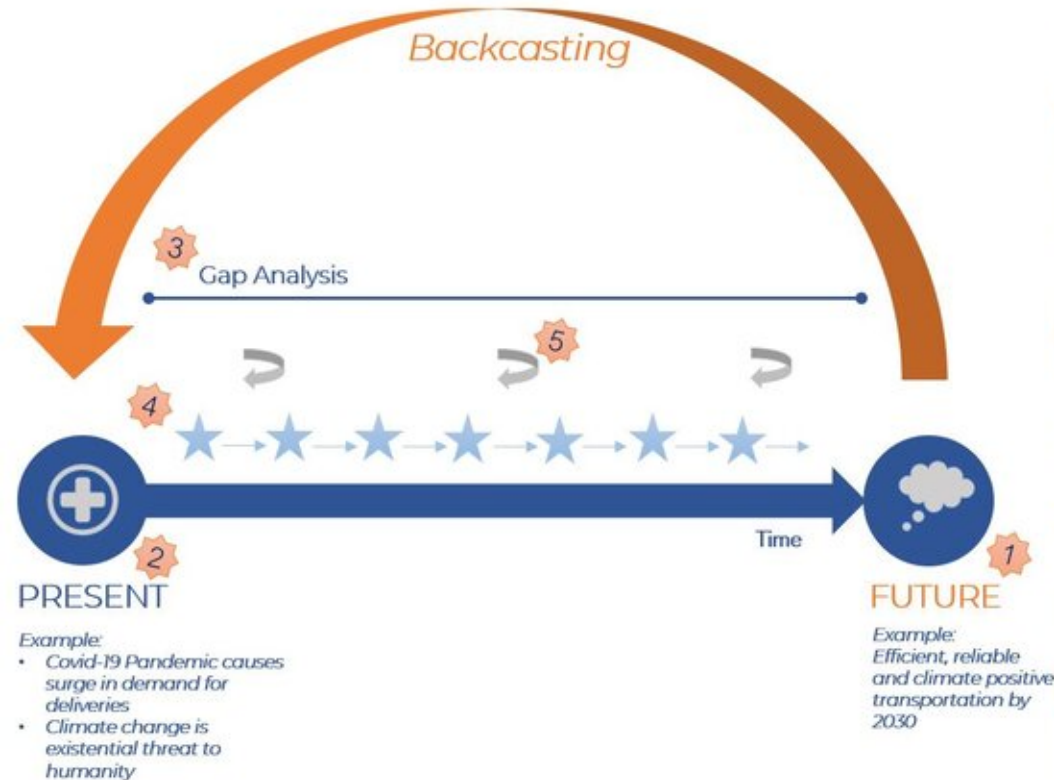 Backcasting
3
Gap Analysis
5
4
Time
2
1
PRESENT
Example:
• Covid-19 Pandemic causes
surge in demand for
deliveries
• Climate change is
existential threat to
humanity
FUTURE
Example:
Efficient, reliable
and climate positive
transportation by
2030